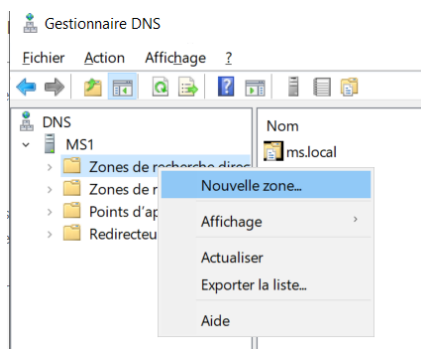 Gestionnaire DNS
Fichier Action Affichage ?
DNS
Nom
MS1
ms.local
Zones de recherche direc
Zones de r
Nouvelle zone...
Points d'ap
Affichage
Redirecteu
Actualiser
Exporter la liste...
Aide